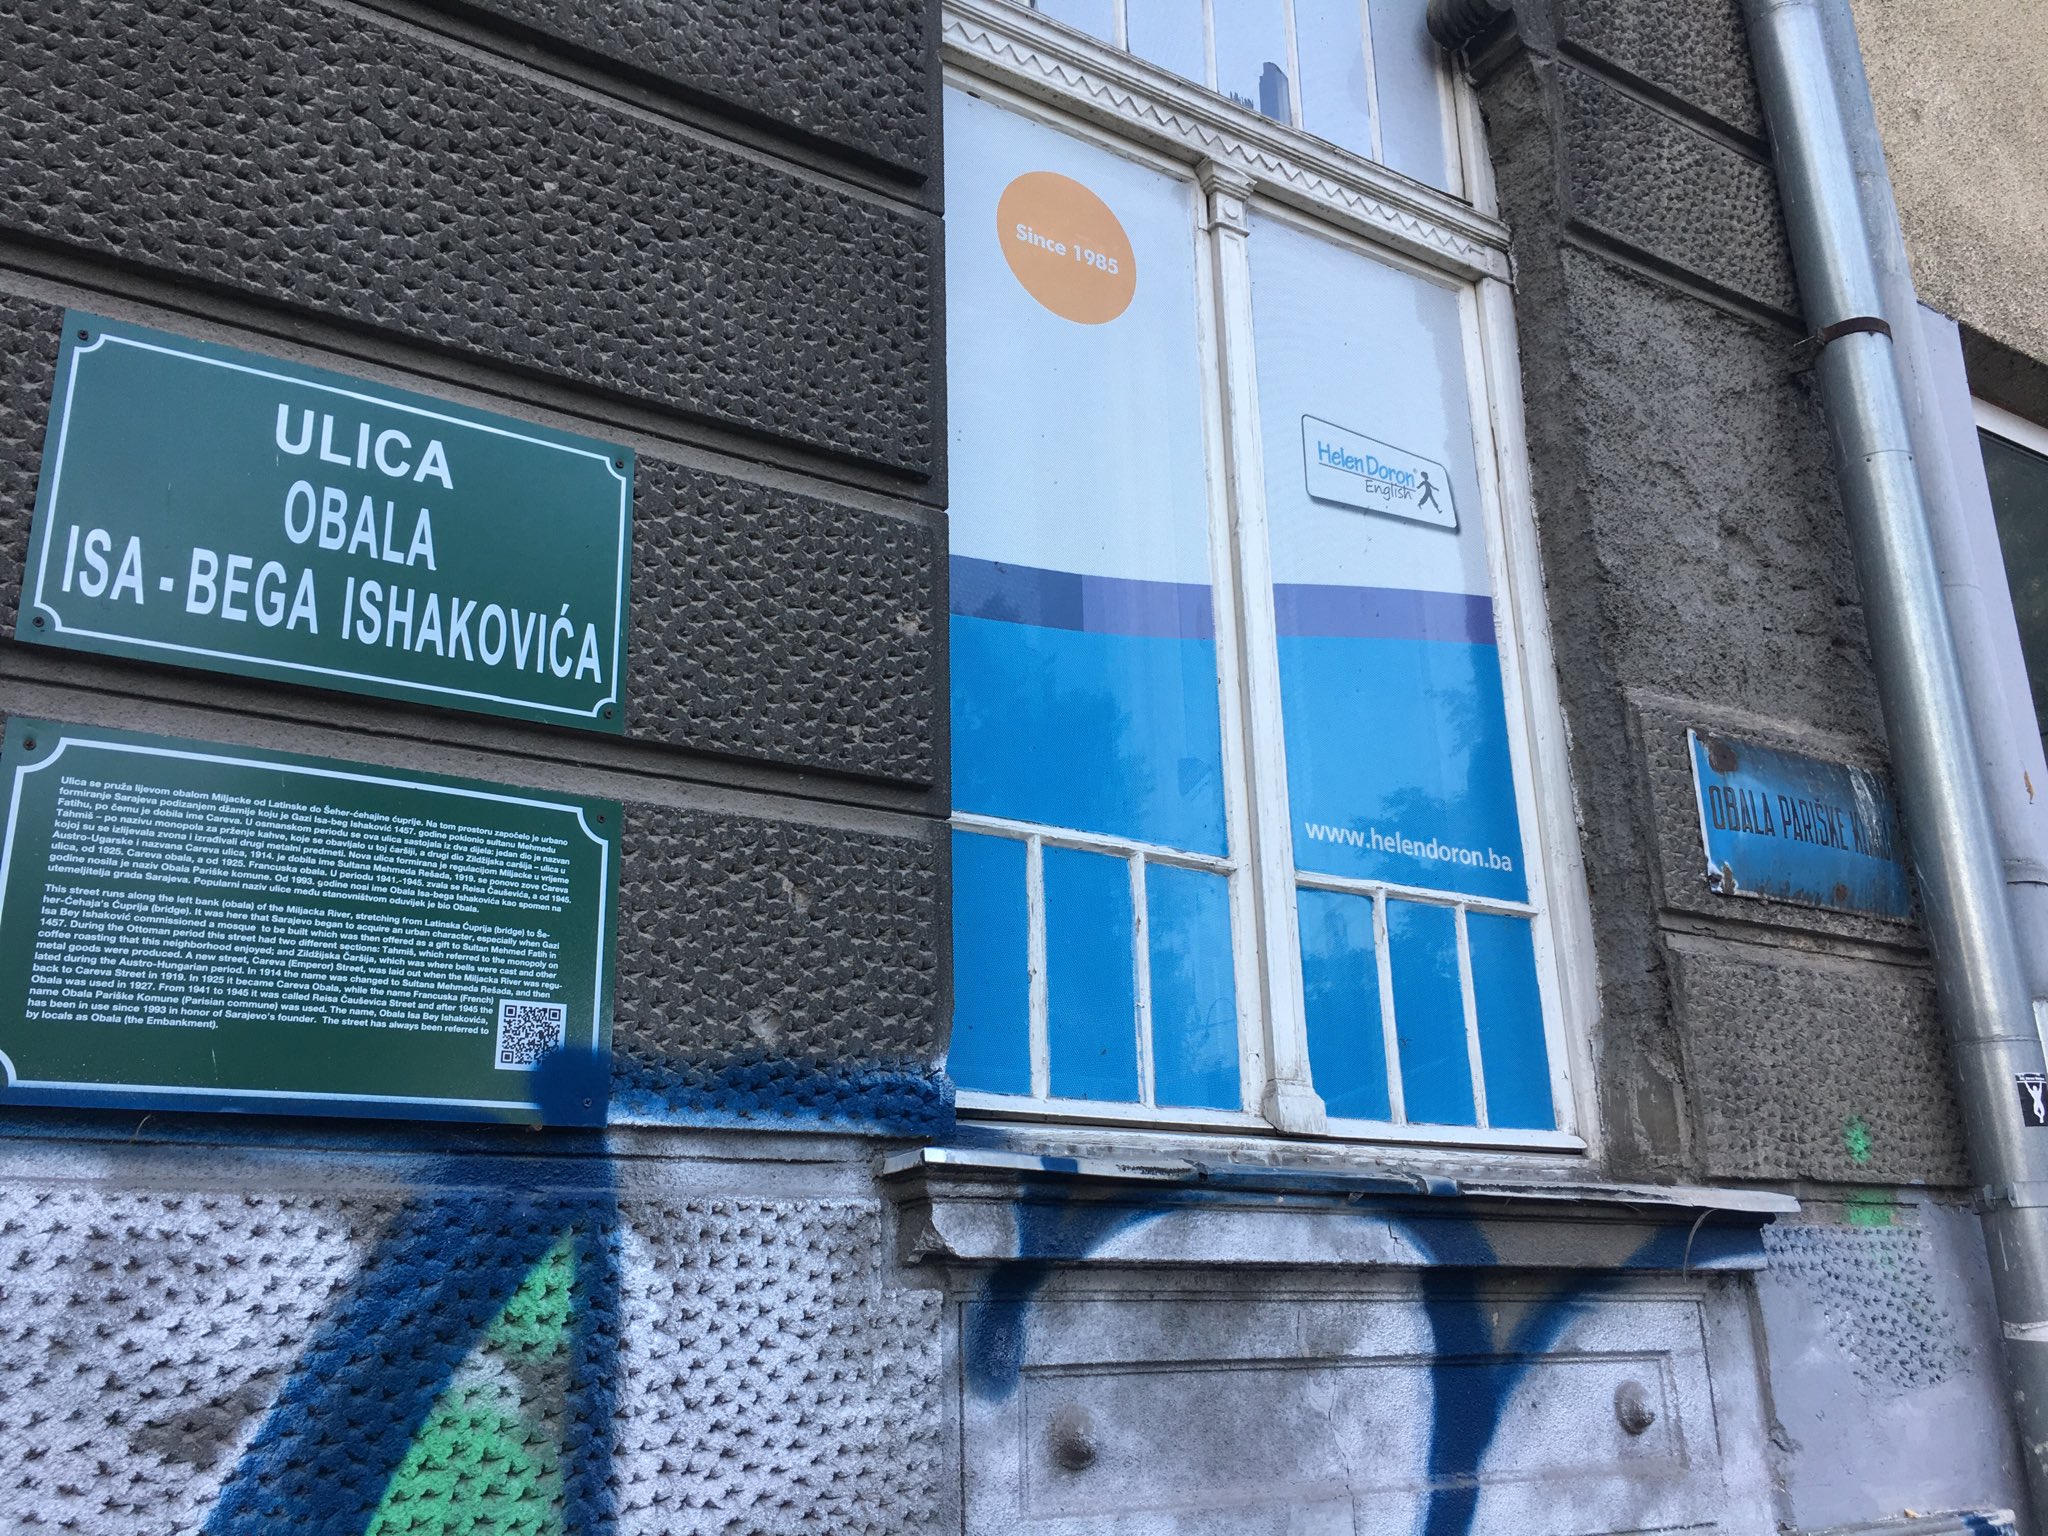 ULICA
OBALA
ISA - BEGA ISHAKOVIĆA
Ulica se pruža lijevom obalom Miljacke od Latinske do Šeher-ćehajine ćuprije. Na tom prostoru započelo je urbano
formiranje Sarajeva podizanjem džamije koju je Gazi Isa-beg Ishaković 1457. godine poklonio sultanu Mehmedu
Fatihu, po čemu je dobila ime Careva. U osmanskom periodu se ova ulica sastojala iz dva dijela: jedan dio je nazvan
Tahmiš – po nazivu monopola za prženje kahve, koje se obavljalo u toj čaršiji, a drugi dio Zildžijska čaršija – ulica u
kojoj su se izlijevala zvona i izrađivali drugi metalni predmeti. Nova ulica formirana je regulacijom Miljacke u vrijeme
Austro-Ugarske i nazvana Careva ulica, 1914. je dobila ime Sultana Mehmeda Rešada, 1919. se ponovo zove Careva
ulica, od 1925. Careva obala, a od 1925. Francuska obala. U periodu 1941.-1945. zvala se Reisa Čauševića, a od 1945.
godine nosila je naziv Obala Pariške komune. Od 1993. godine nosi ime Obala Isa-bega Ishakovića kao spomen na
utemeljitelja grada Sarajeva. Popularni naziv ulice među stanovništvom oduvijek je bio Obala.
This street runs along the left bank (obala) of the Miljacka River, stretching from Latinska Ćuprija (bridge) to Še-
her-Ćehaja's Ćuprija (bridge). It was here that Sarajevo began to acquire an urban character, especially when Gazi
Isa Bey Ishaković commissioned a mosque to be built which was then offered as a gift to Sultan Mehmed Fatih in
1457. During the Ottoman period this street had two different sections: Tahmiš, which referred to the monopoly on
coffee roasting that this neighborhood enjoyed; and Zildžijska Čaršija, which was where bells were cast and other
metal goods were produced. A new street, Careva (Emperor) Street, was laid out when the Miljacka River was regu-
lated during the Austro-Hungarian period. In 1914 the name was changed to Sultana Mehmeda Rešada, and then
back to Careva Street in 1919. In 1925 it became Careva Obala, while the name Francuska (French)
Obala was used in 1927. From 1941 to 1945 it was called Reisa Čauševica Street and after 1945 the
name Obala Pariške Komune (Parisian commune) was used. The name, Obala Isa Bey Ishaković,
has been in use since 1993 in honor of Sarajevo's founder. The street has always been referred to
by locals as Obala (the Embankment).
Since 1985
Helen Doron®
English
www.helendoron.ba
OBALA PARIŠKE